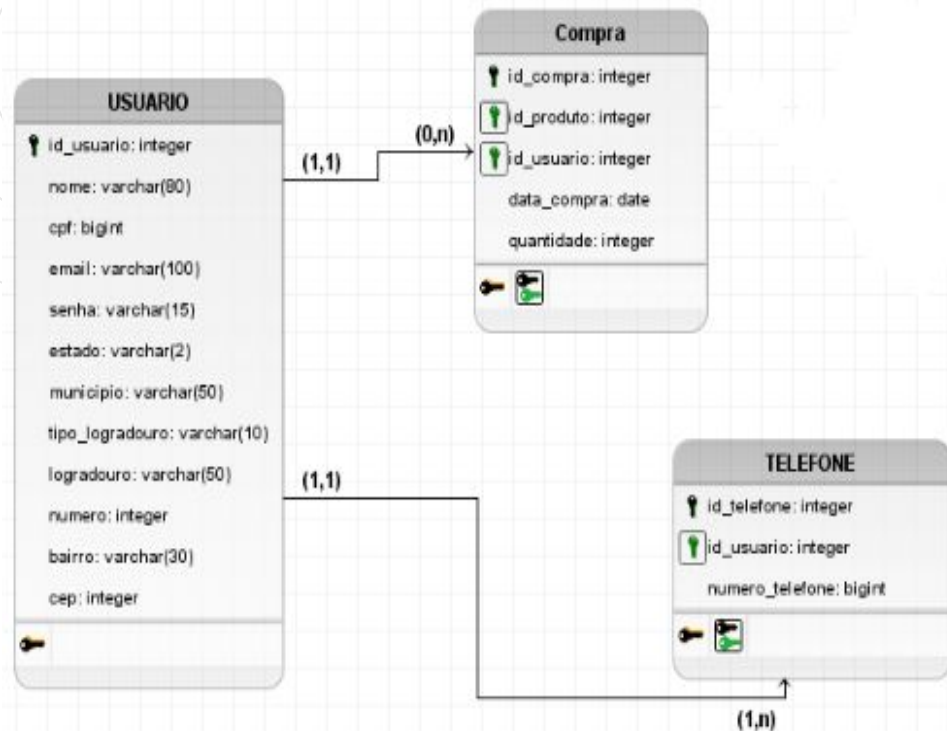 Compra
id_compra: integer
id_produto: integer
id_usuario: integer
data_compra: date
quantidade: integer
USUARIO
id_usuario: integer
nome: varchar(80)
cpf: bigint
email: varchar(100)
senha: varchar(15)
estado: varchar(2)
municipio: varchar(50)
tipo_logradouro: varchar(10)
logradouro: varchar(50)
numero: integer
bairro: varchar(30)
cep: integer
(1,1)
(0,n)
(1,1)
TELEFONE
id_telefone: integer
id_usuario: integer
numero_telefone: bigint
(1,n)